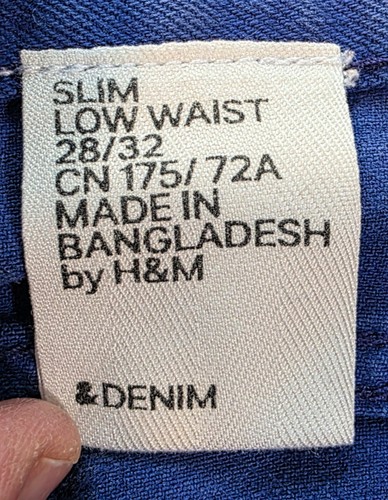 SLIM
LOW WAIST
28/32
CN 175/72A
MADE IN
BANGLADESH
by H&M
&DENIM